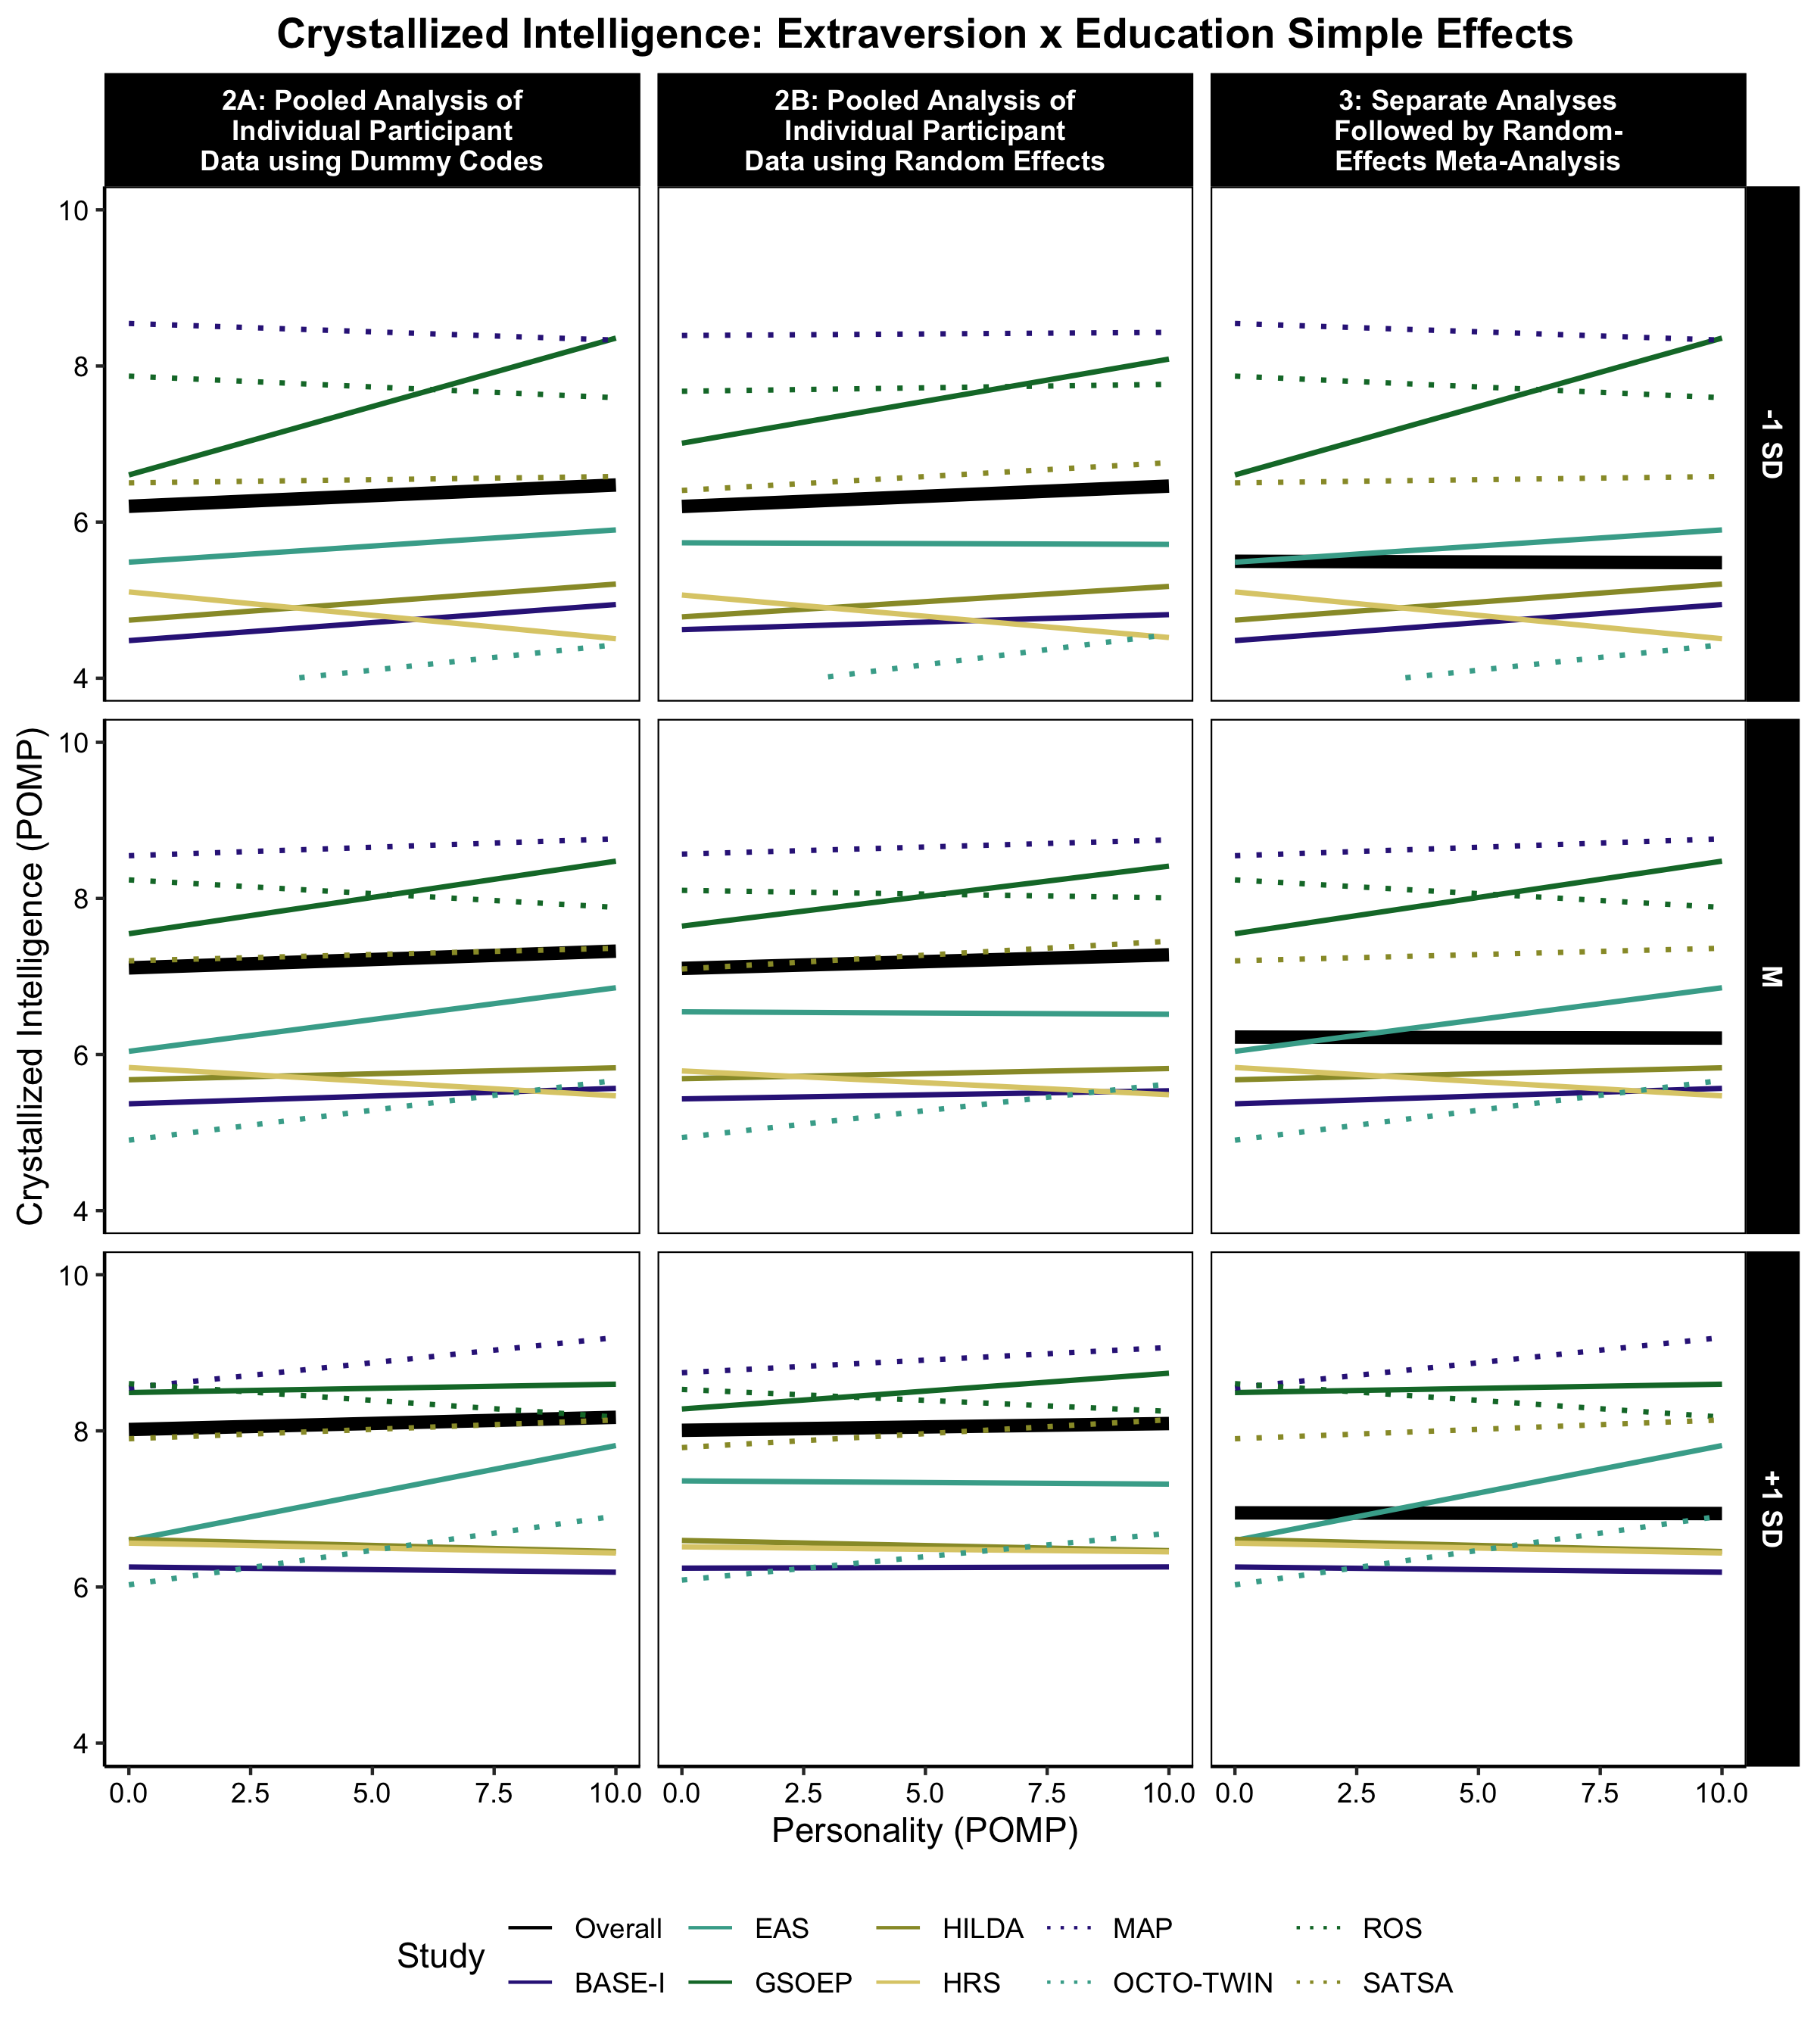 Crystallized Intelligence: Extraversion x Education Simple Effects
2A: Pooled Analysis of
Individual Participant
Data using Dummy Codes
2B: Pooled Analysis of
Individual Participant
Data using Random Effects
3: Separate Analyses
Followed by Random-
Effects Meta-Analysis
10
8
6
4
-1 SD
10
8
6
4
M
10
8
6
4
+1 SD
Crystallized Intelligence (POMP)
0.0 2.5 5.0 7.5 10.0
0.0 2.5 5.0 7.5 10.0
0.0 2.5 5.0 7.5 10.0
Personality (POMP)
Study
Overall EAS HILDA MAP ROS
BASE-I GSOEP HRS OCTO-TWIN SATSA